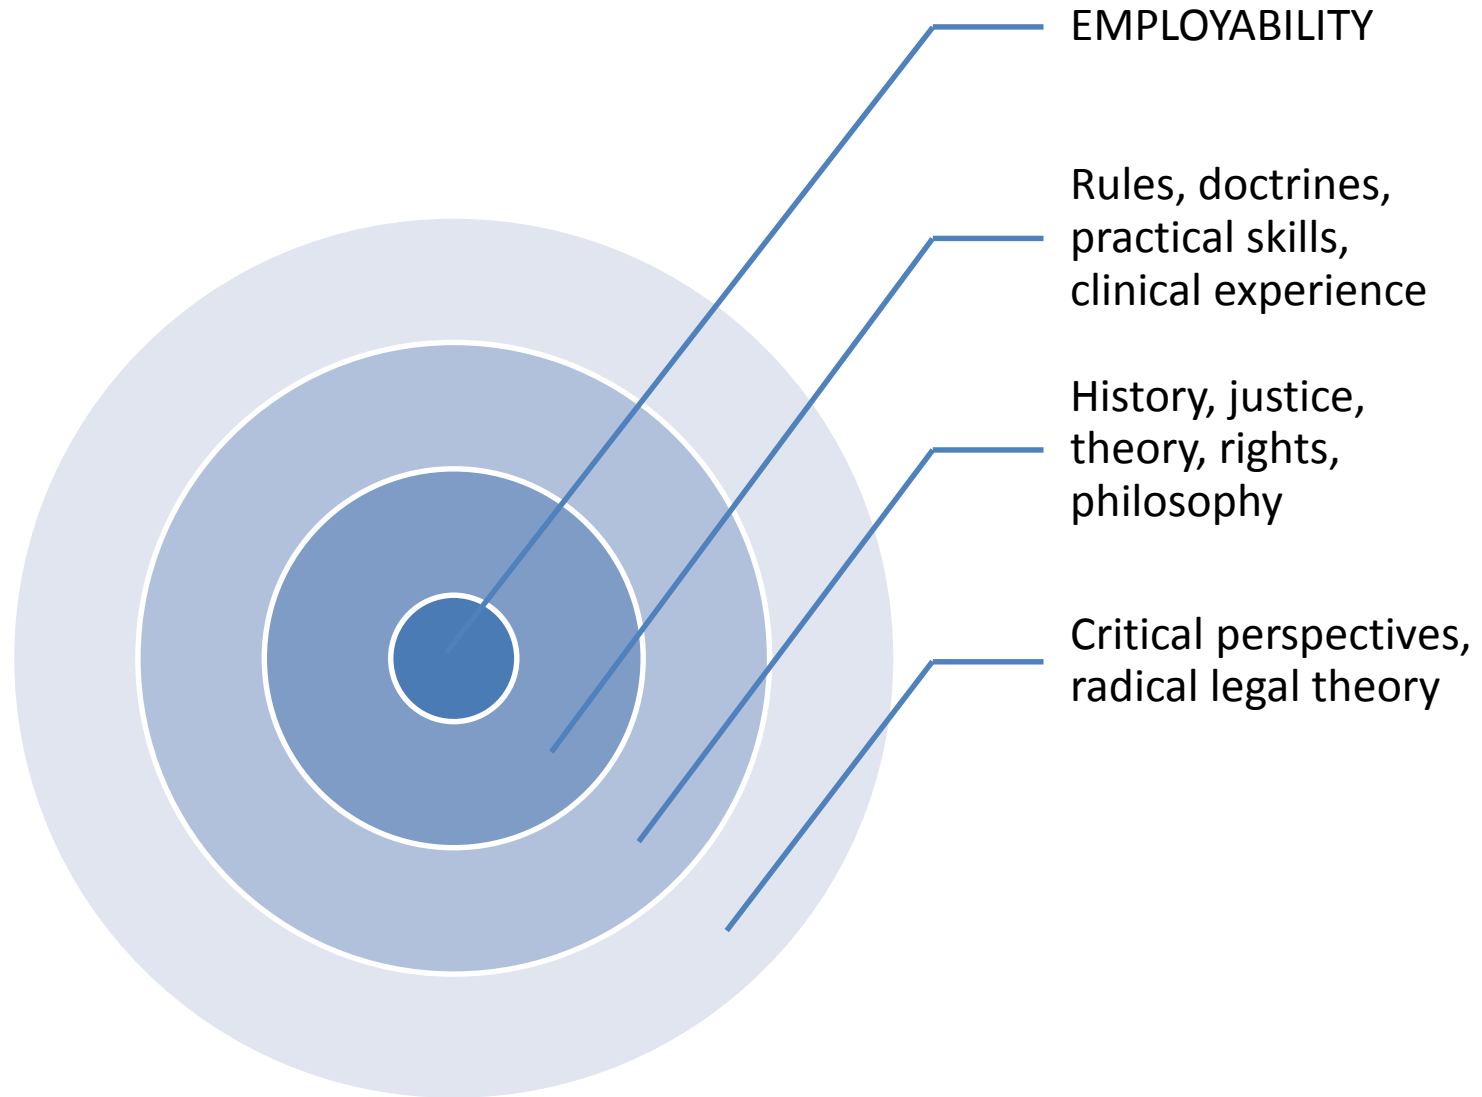 EMPLOYABILITY
Rules, doctrines,
practical skills,
clinical experience
History, justice,
theory, rights,
philosophy
Critical perspectives,
radical legal theory